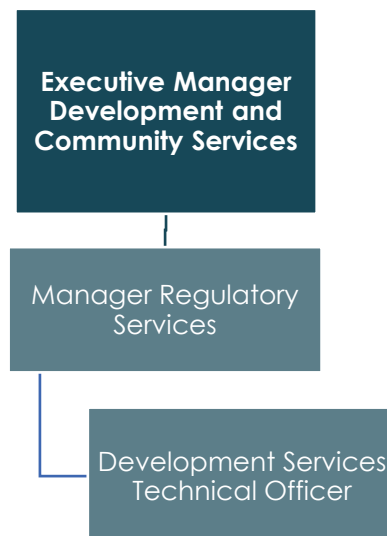 Executive Manager
Development and
Community Services
Manager Regulatory
Services
Development Services
Technical Officer